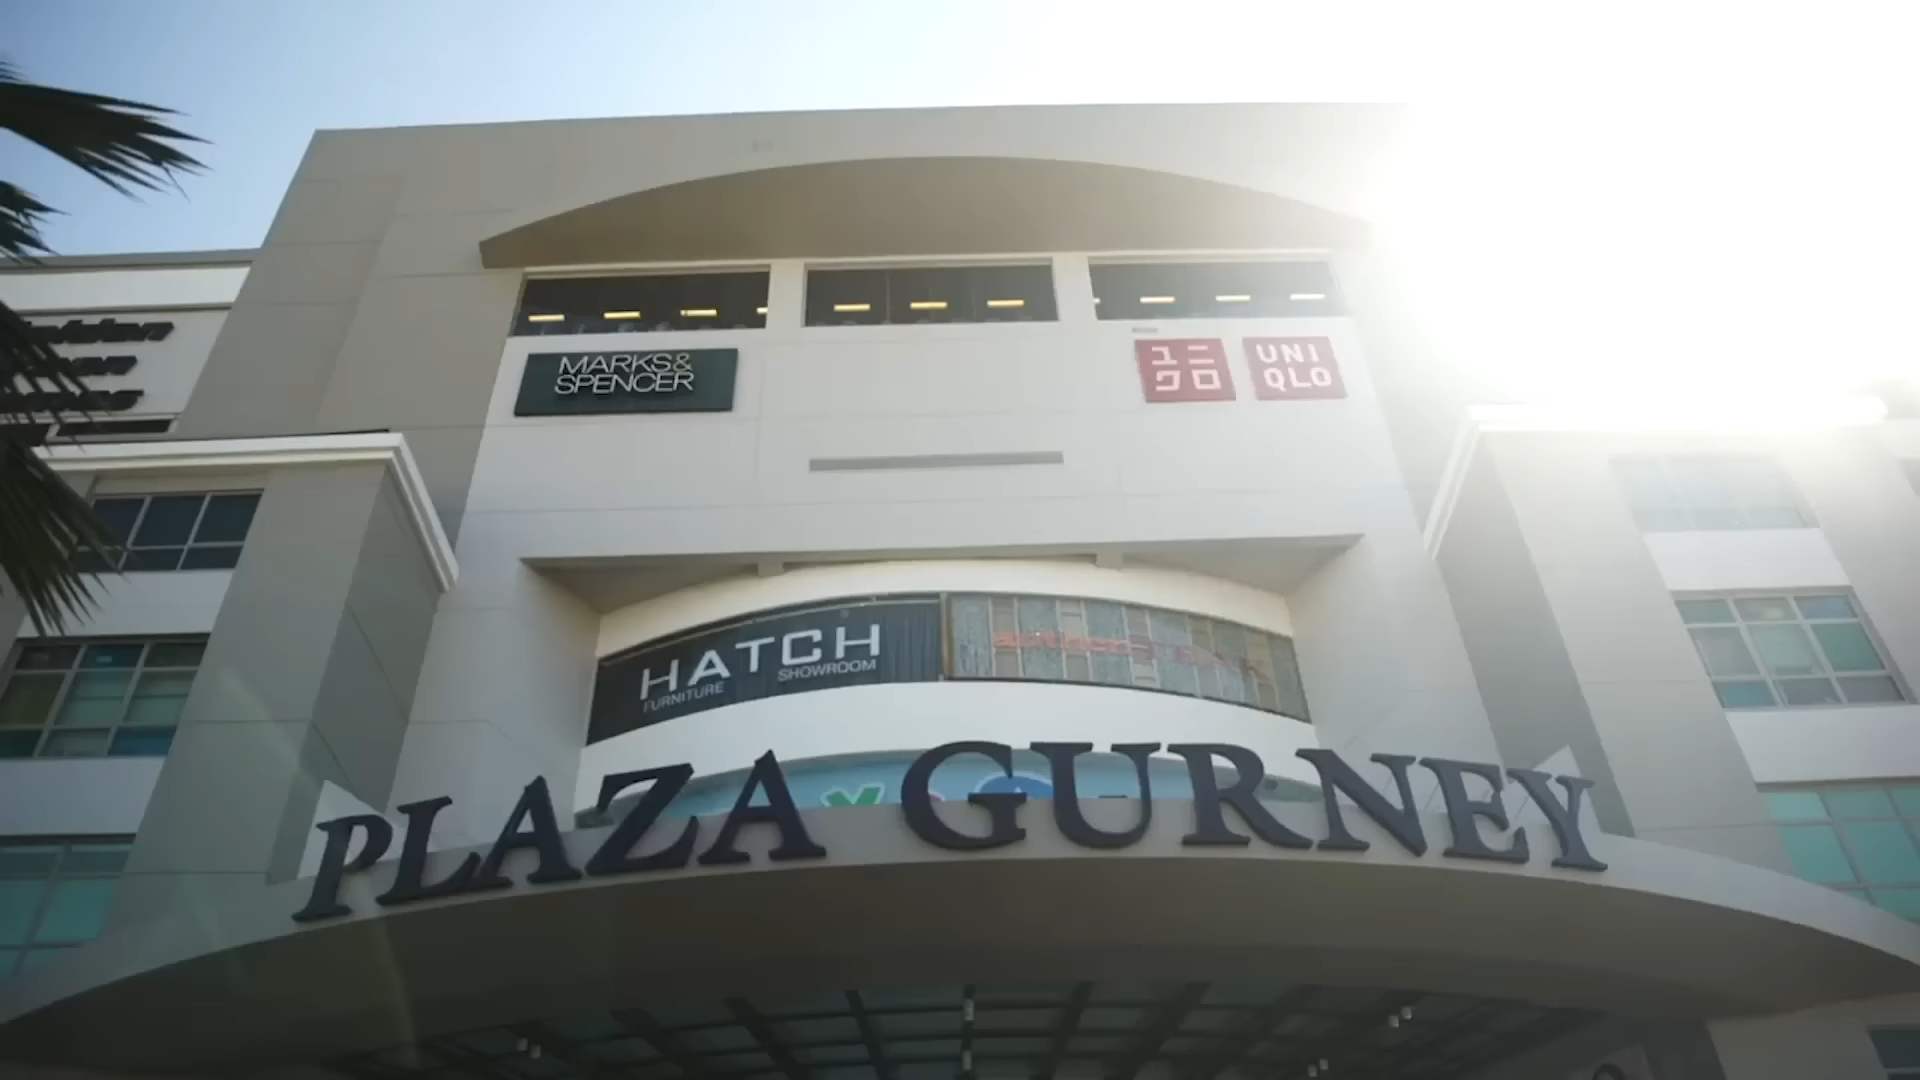 MARKS&
SPENCER
ユニ
クロ
UNI
QLO
HATCH
FURNITURE SHOWROOM
PLAZA GURNEY